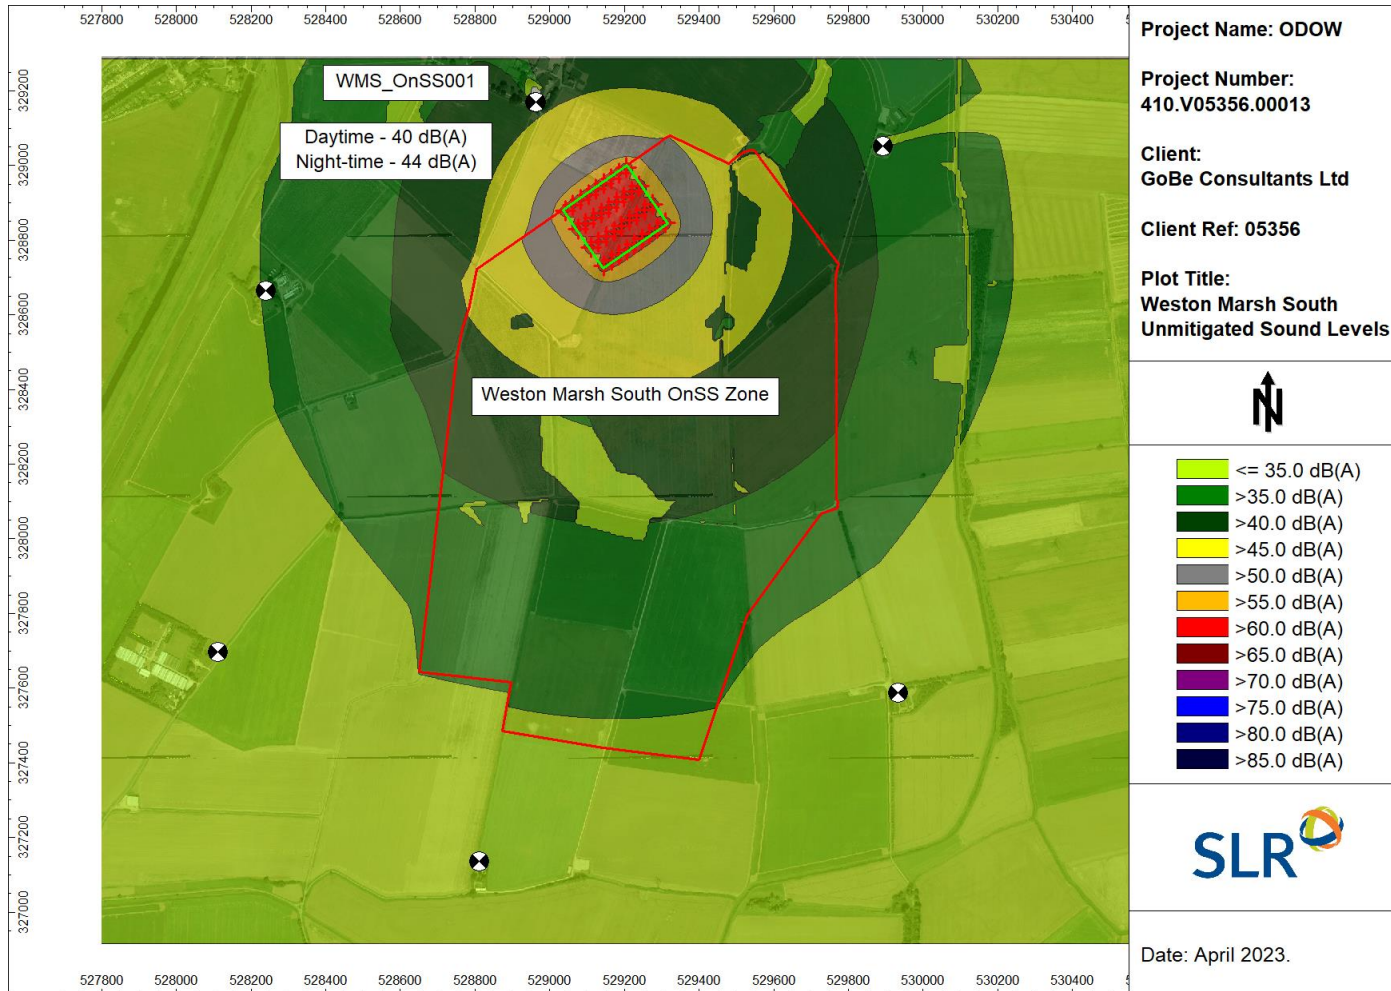 527800 528000 528200 528400 528600 528800 529000 529200 529400 529600 529800 530000 530200 530400
329200
329000
328800
328600
328400
328200
328000
327800
327600
327400
327200
327000
WMS_OnSS001
Daytime - 40 dB(A)
Night-time - 44 dB(A)
Weston Marsh South OnSS Zone
527800 528000 528200 528400 528600 528800 529000 529200 529400 529600 529800 530000 530200 530400
Project Name: ODOW
Project Number:
410.V05356.00013
Client:
GoBe Consultants Ltd
Client Ref: 05356
Plot Title:
Weston Marsh South
Unmitigated Sound Levels
N
<= 35.0 dB(A)
>35.0 dB(A)
>40.0 dB(A)
>45.0 dB(A)
>50.0 dB(A)
>55.0 dB(A)
>60.0 dB(A)
>65.0 dB(A)
>70.0 dB(A)
>75.0 dB(A)
>80.0 dB(A)
>85.0 dB(A)
SLR
Date: April 2023.